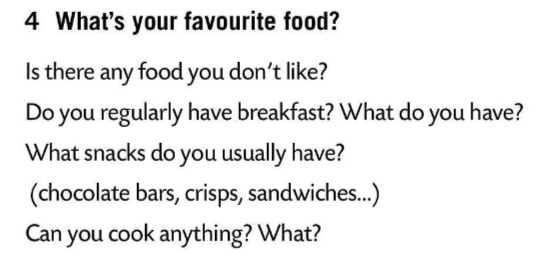 4 What's your favourite food?
Is there any food you don't like?
Do you regularly have breakfast? What do you have?
What snacks do you usually have?
(chocolate bars, crisps, sandwiches...)
Can you cook anything? What?